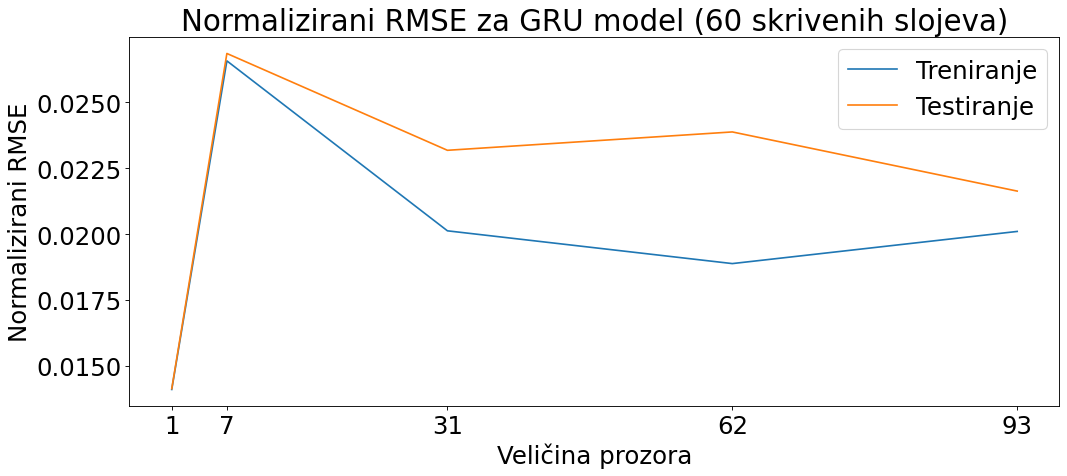 Normalizirani RMSE za GRU model (60 skrivenih slojeva)
Treniranje
Testiranje
Normalizirani RMSE
0.0250
0.0225
0.0200
0.0175
0.0150
1 7 31 62 93
Veličina prozora